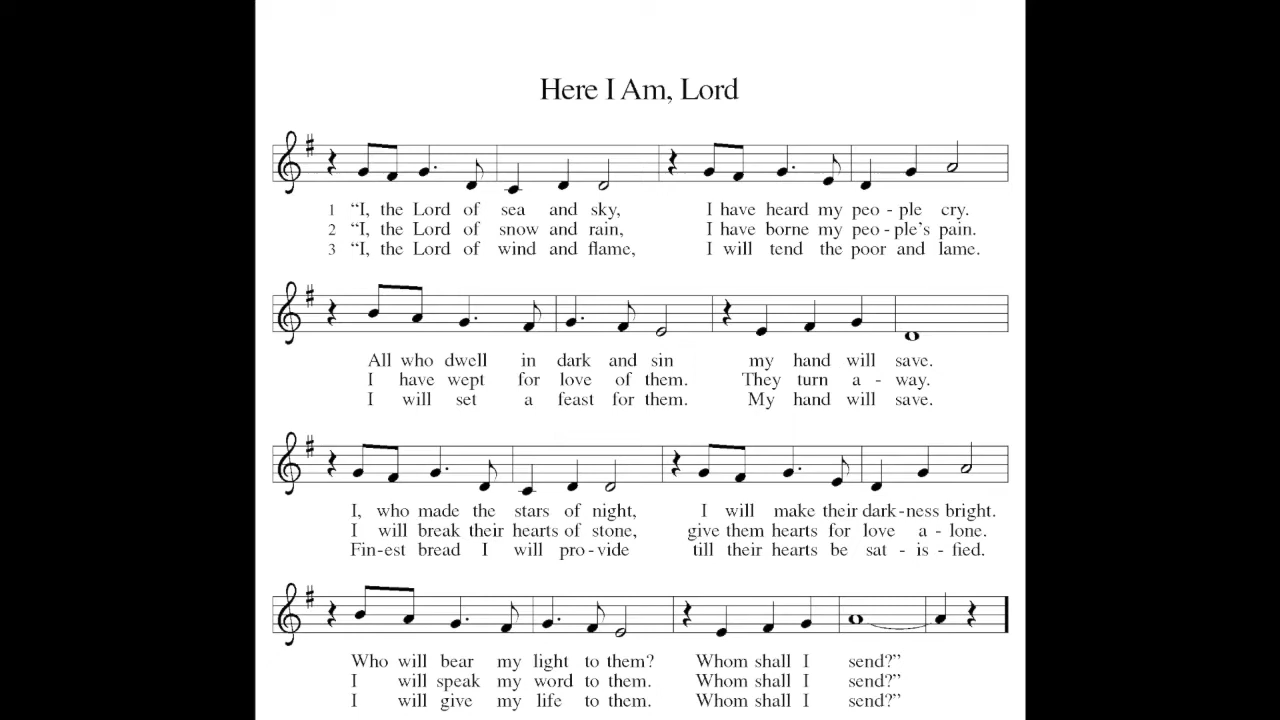 Here I Am, Lord
1 “I, the Lord of sea and sky, I have heard my peo - ple cry.
2 “I, the Lord of snow and rain, I have borne my peo - ple’s pain.
3 “I, the Lord of wind and flame, I will tend the poor and lame.
All who dwell in dark and sin my hand will save.
I have wept for love of them. They turn a - way.
I will set a feast for them. My hand will save.
I, who made the stars of night, I will make their dark - ness bright.
I will break their hearts of stone, give them hearts for love a - lone.
Fin - est bread I will pro - vide till their hearts be sat - is - fied.
Who will bear my light to them? Whom shall I send?”
I will speak my word to them. Whom shall I send?”
I will give my life to them. Whom shall I send?”